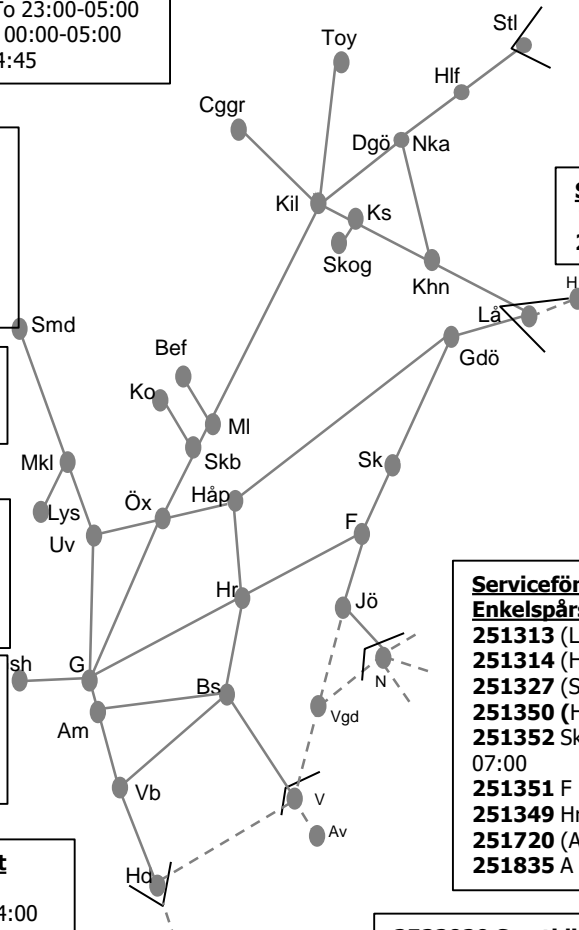 To 23:00-05:00
00:00-05:00
4:45
Stl
Toy
Hlf
Cggr
Dgö
Nka
Kil
Ks
Skog
Khn
H
Lå
Smd
Gdö
Bef
Ko
Ml
Skb
Sk
Mkl
Håp
Öx
Lys
F
Uv
Hr
Jö
sh
G
Bs
N
Am
Vgd
Vb
V
Av
Hd
4:00
Serviceför
Enkelspårs
251313 (L
251314 (H
251327 (S
251350 (H
251352 Sk
07:00
251351 F
251349 Hr
251720 (A
251835 A